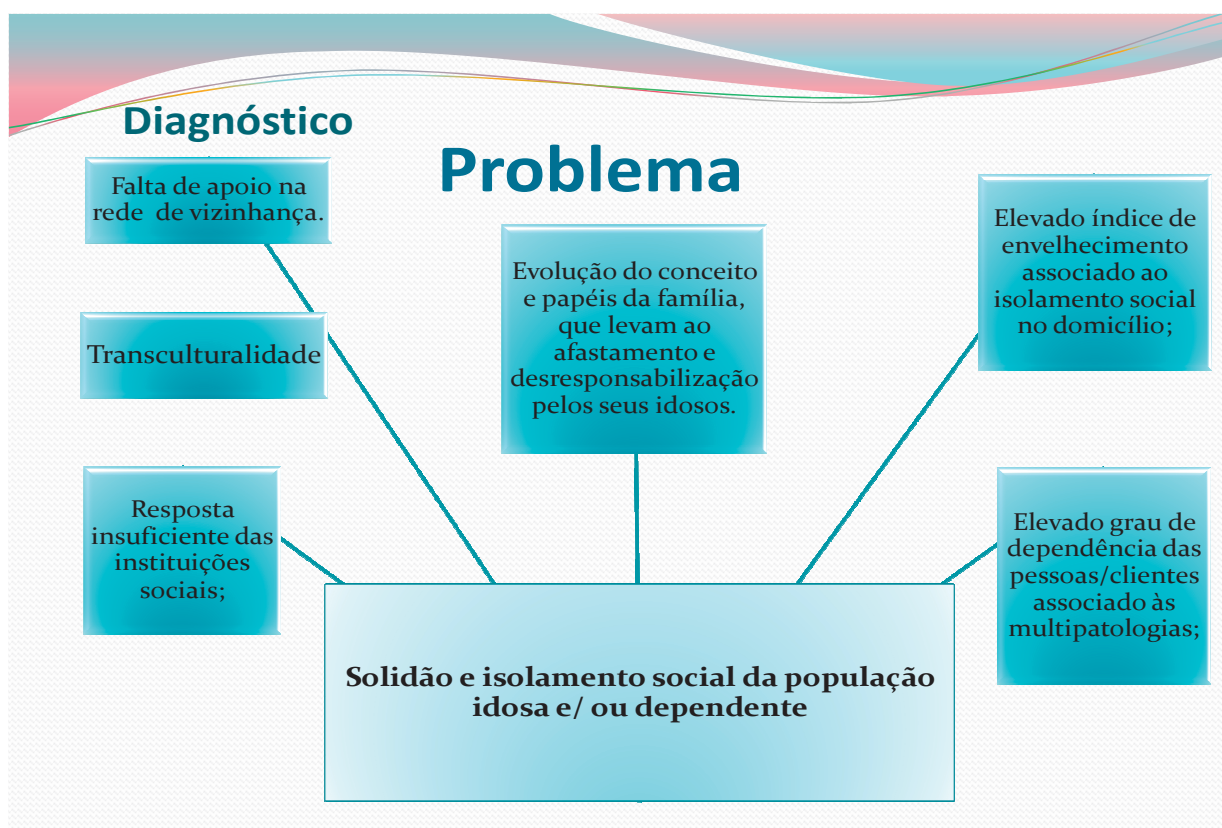 Diagnóstico
Problema
Falta de apoio na
rede de vizinhança.
Transculturalidade
Resposta
insuficiente das
instituições
sociais;
Evolução do conceito
e papéis da família,
que levam ao
afastamento e
desresponsabilização
pelos seus idosos.
Elevado índice de
envelhecimento
associado ao
isolamento social
no domicílio;
Elevado grau de
dependência das
pessoas/clientes
associado às
multipatologias;
Solidão e isolamento social da população
idosa e/ ou dependente